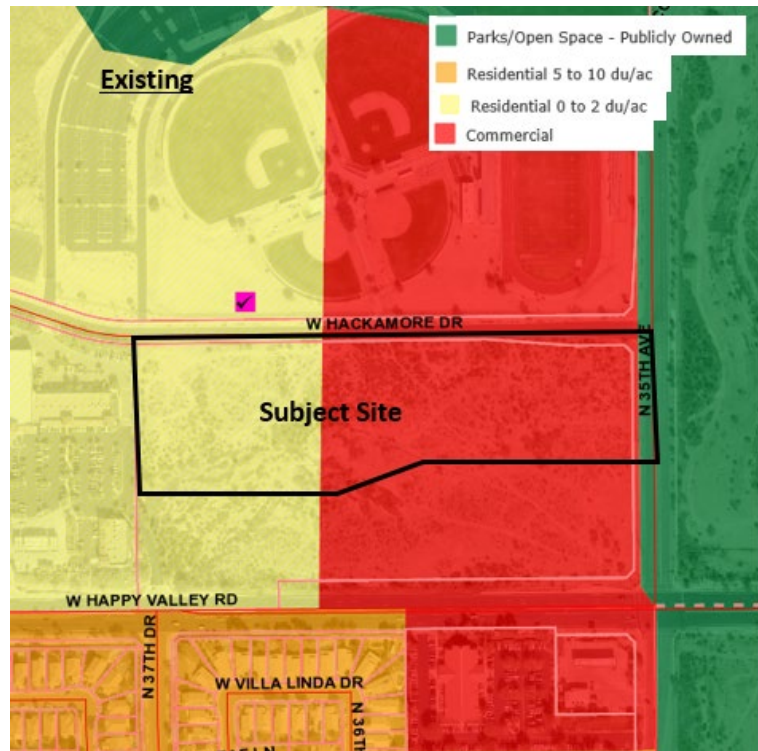 Existing
Parks/Open Space - Publicly Owned
Residential 5 to 10 du/ac
Residential 0 to 2 du/ac
Commercial
W HACKAMORE DR
N 35TH AVE
Subject Site
W HAPPY VALLEY RD
N 37TH DR
W VILLA LINDA DR
N 36TH